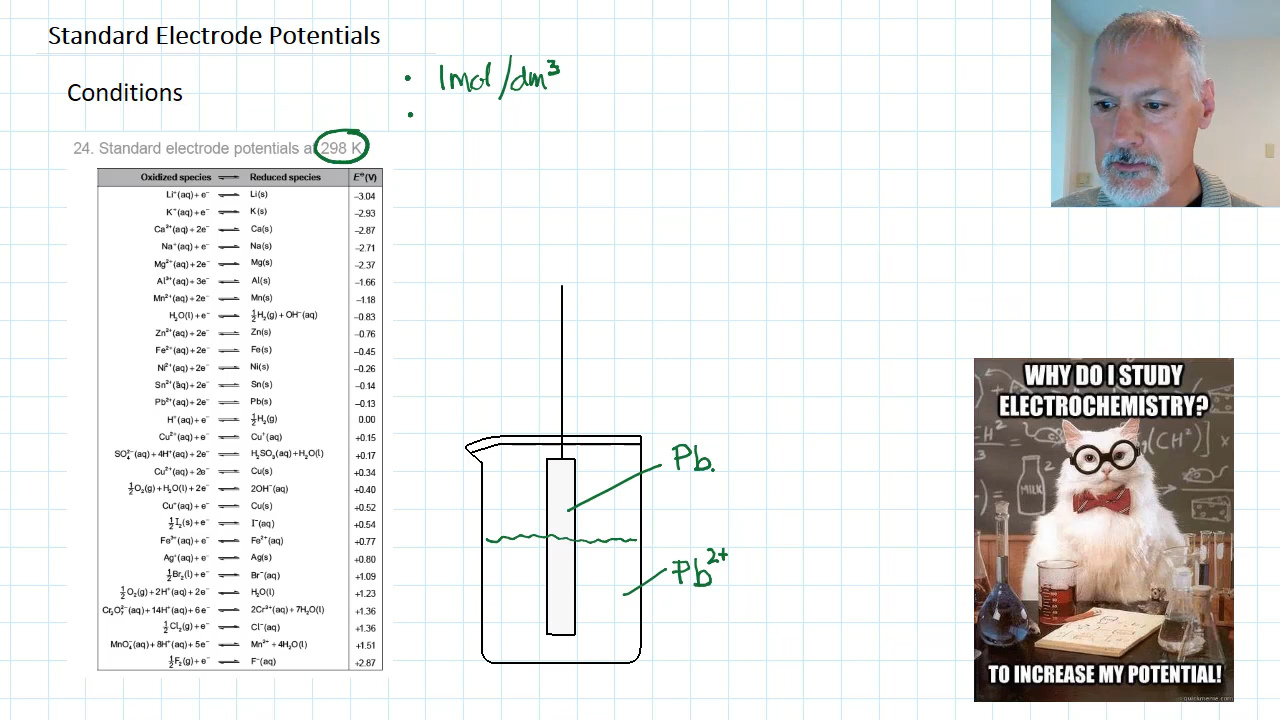 Standard Electrode Potentials
Conditions
• 1mol/dm³
•
24. Standard electrode potentials a 298 K
Oxidized species ⇌ Reduced species E⊖(V)
Li⁺(aq) + e⁻ ⇌ Li(s) –3.04
K⁺(aq) + e⁻ ⇌ K(s) –2.93
Ca²⁺(aq) + 2e⁻ ⇌ Ca(s) –2.87
Na⁺(aq) + e⁻ ⇌ Na(s) –2.71
Mg²⁺(aq) + 2e⁻ ⇌ Mg(s) –2.37
Al³⁺(aq) + 3e⁻ ⇌ Al(s) –1.66
Mn²⁺(aq) + 2e⁻ ⇌ Mn(s) –1.18
H₂O(l) + e⁻ ⇌ ½H₂(g) + OH⁻(aq) –0.83
Zn²⁺(aq) + 2e⁻ ⇌ Zn(s) –0.76
Fe²⁺(aq) + 2e⁻ ⇌ Fe(s) –0.45
Ni²⁺(aq) + 2e⁻ ⇌ Ni(s) –0.26
Sn²⁺(aq) + 2e⁻ ⇌ Sn(s) –0.14
Pb²⁺(aq) + 2e⁻ ⇌ Pb(s) –0.13
H⁺(aq) + e⁻ ⇌ ½H₂(g) 0.00
Cu²⁺(aq) + e⁻ ⇌ Cu⁺(aq) +0.15
SO₄²⁻(aq) + 4H⁺(aq) + 2e⁻ ⇌ H₂SO₃(aq) + H₂O(l) +0.17
Cu²⁺(aq) + 2e⁻ ⇌ Cu(s) +0.34
½O₂(g) + H₂O(l) + 2e⁻ ⇌ 2OH⁻(aq) +0.40
Cu⁺(aq) + e⁻ ⇌ Cu(s) +0.52
½I₂(s) + e⁻ ⇌ I⁻(aq) +0.54
Fe³⁺(aq) + e⁻ ⇌ Fe²⁺(aq) +0.77
Ag⁺(aq) + e⁻ ⇌ Ag(s) +0.80
½Br₂(l) + e⁻ ⇌ Br⁻(aq) +1.09
½O₂(g) + 2H⁺(aq) + 2e⁻ ⇌ H₂O(l) +1.23
Cr₂O₇²⁻(aq) + 14H⁺(aq) + 6e⁻ ⇌ 2Cr³⁺(aq) + 7H₂O(l) +1.36
½Cl₂(g) + e⁻ ⇌ Cl⁻(aq) +1.36
MnO₄⁻(aq) + 8H⁺(aq) + 5e⁻ ⇌ Mn²⁺ + 4H₂O(l) +1.51
½F₂(g) + e⁻ ⇌ F⁻(aq) +2.87
Pb.
Pb²⁺
WHY DO I STUDY
ELECTROCHEMISTRY?
MILK
TO INCREASE MY POTENTIAL!
quickmeme.com